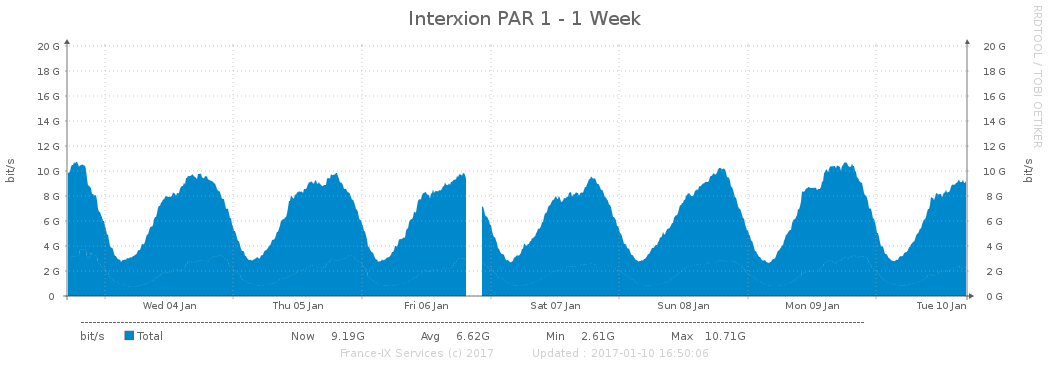 Interxion PAR 1 - 1 Week
RRDTOOL / TOBI OETIKER
bit/s
20 G 20 G
18 G 18 G
16 G 16 G
14 G 14 G
12 G 12 G
10 G 10 G
8 G 8 G
6 G 6 G
4 G 4 G
2 G 2 G
0 0 G
bit/s
Wed 04 Jan Thu 05 Jan Fri 06 Jan Sat 07 Jan Sun 08 Jan Mon 09 Jan Tue 10 Jan
bit/s Total Now 9.19G Avg 6.62G Min 2.61G Max 10.71G
France-IX Services (c) 2017 Updated : 2017-01-10 16:50:06